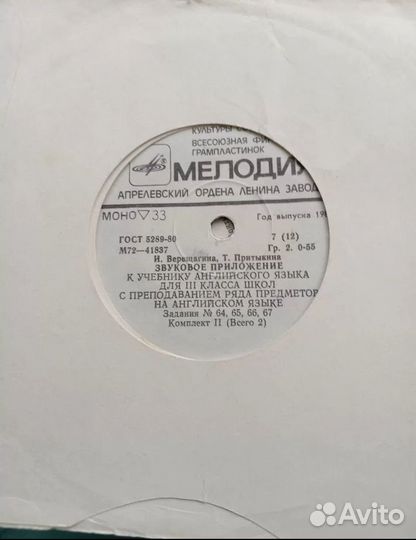 КУЛЬТУРЫ
ВСЕСОЮЗНАЯ
ГРАМПЛАСТИНОК
МЕЛОДИЯ
АПРЕЛЕВСКИЙ ОРДЕНА ЛЕНИНА ЗАВОД
МОНО ▽ 33
Год выпуска 19
ГОСТ 5289-80
7 (12)
М72—41837
Гр. 2. 0-55
И. Верещагина, Т. Притыкина
ЗВУКОВОЕ ПРИЛОЖЕНИЕ
К УЧЕБНИКУ АНГЛИЙСКОГО ЯЗЫКА
ДЛЯ III КЛАССА ШКОЛ
С ПРЕПОДАВАНИЕМ РЯДА ПРЕДМЕТОВ
НА АНГЛИЙСКОМ ЯЗЫКЕ
Задания № 64, 65, 66, 67
Комплект II (Всего 2)
Avito